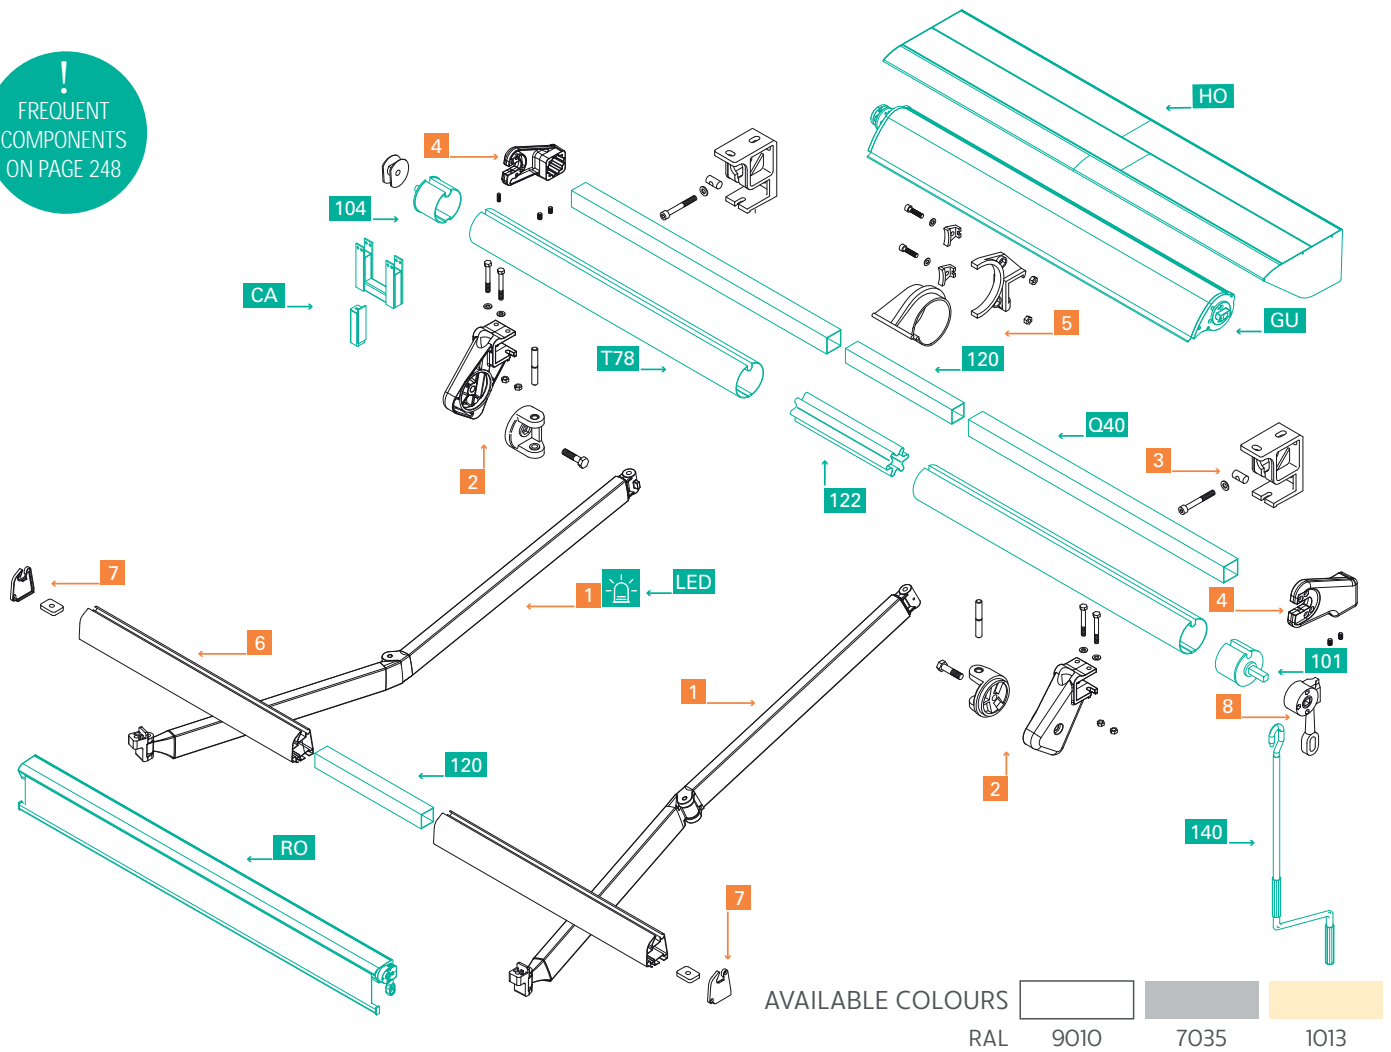 !
FREQUENT
COMPONENTS
ON PAGE 248
HO
4
104
CA
GU
5
120
T78
Q40
2
3
122
7
1
LED
4
6
101
1
8
120
2
140
RO
7
AVAILABLE COLOURS
RAL 9010 7035 1013